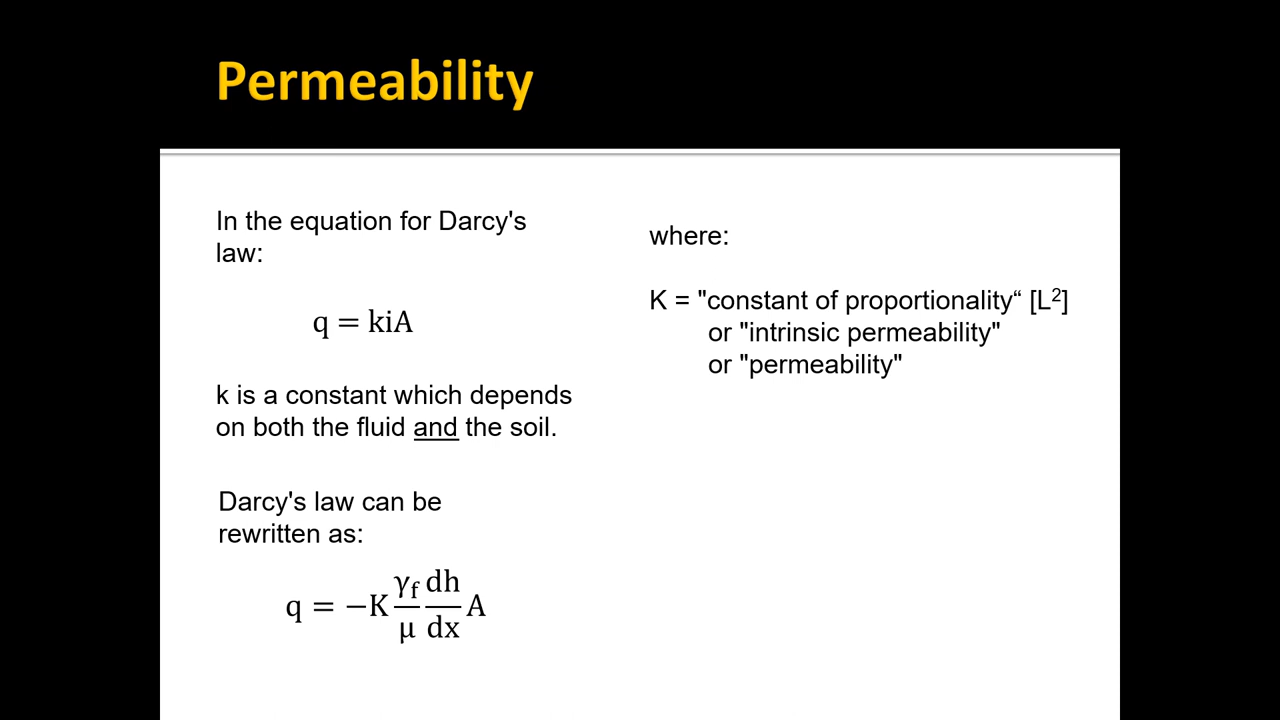 Permeability
In the equation for Darcy's
law:
q = kiA
k is a constant which depends
on both the fluid and the soil.
Darcy's law can be
rewritten as:
q = −K γf/μ dh/dx A
where:
K = "constant of proportionality“ [L²]
or "intrinsic permeability"
or "permeability"